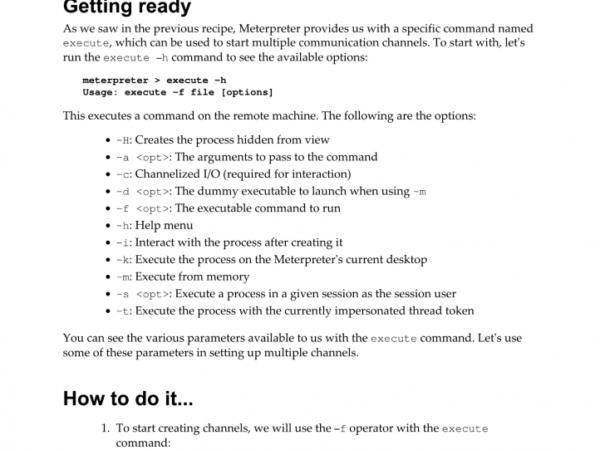 Getting ready
As we saw in the previous recipe, Meterpreter provides us with a specific command named
execute, which can be used to start multiple communication channels. To start with, let's
run the execute –h command to see the available options:
meterpreter > execute –h
Usage: execute –f file [options]
This executes a command on the remote machine. The following are the options:
• –H: Creates the process hidden from view
• –a <opt>: The arguments to pass to the command
• –c: Channelized I/O (required for interaction)
• –d <opt>: The dummy executable to launch when using –m
• –f <opt>: The executable command to run
• –h: Help menu
• –i: Interact with the process after creating it
• –k: Execute the process on the Meterpreter's current desktop
• –m: Execute from memory
• –s <opt>: Execute a process in a given session as the session user
• –t: Execute the process with the currently impersonated thread token
You can see the various parameters available to us with the execute command. Let's use
some of these parameters in setting up multiple channels.
How to do it...
1. To start creating channels, we will use the –f operator with the execute
command: